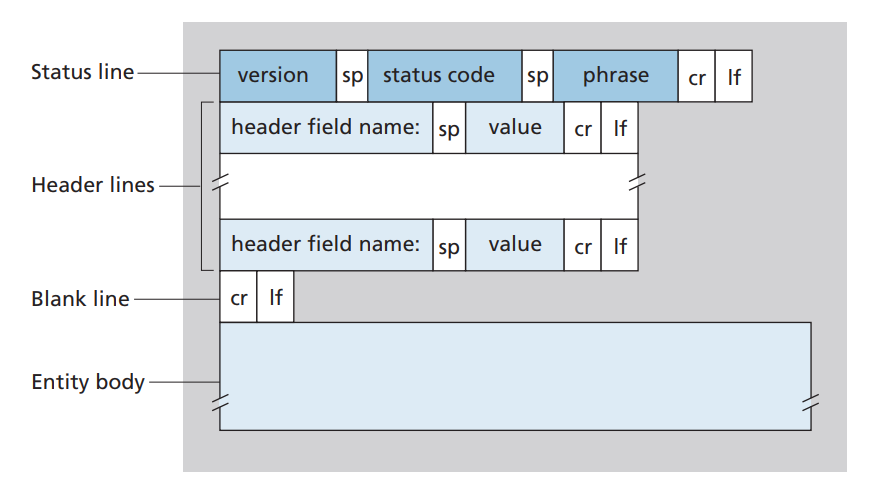 Status line version sp status code sp phrase cr lf
header field name: sp value cr lf
Header lines
header field name: sp value cr lf
Blank line cr lf
Entity body